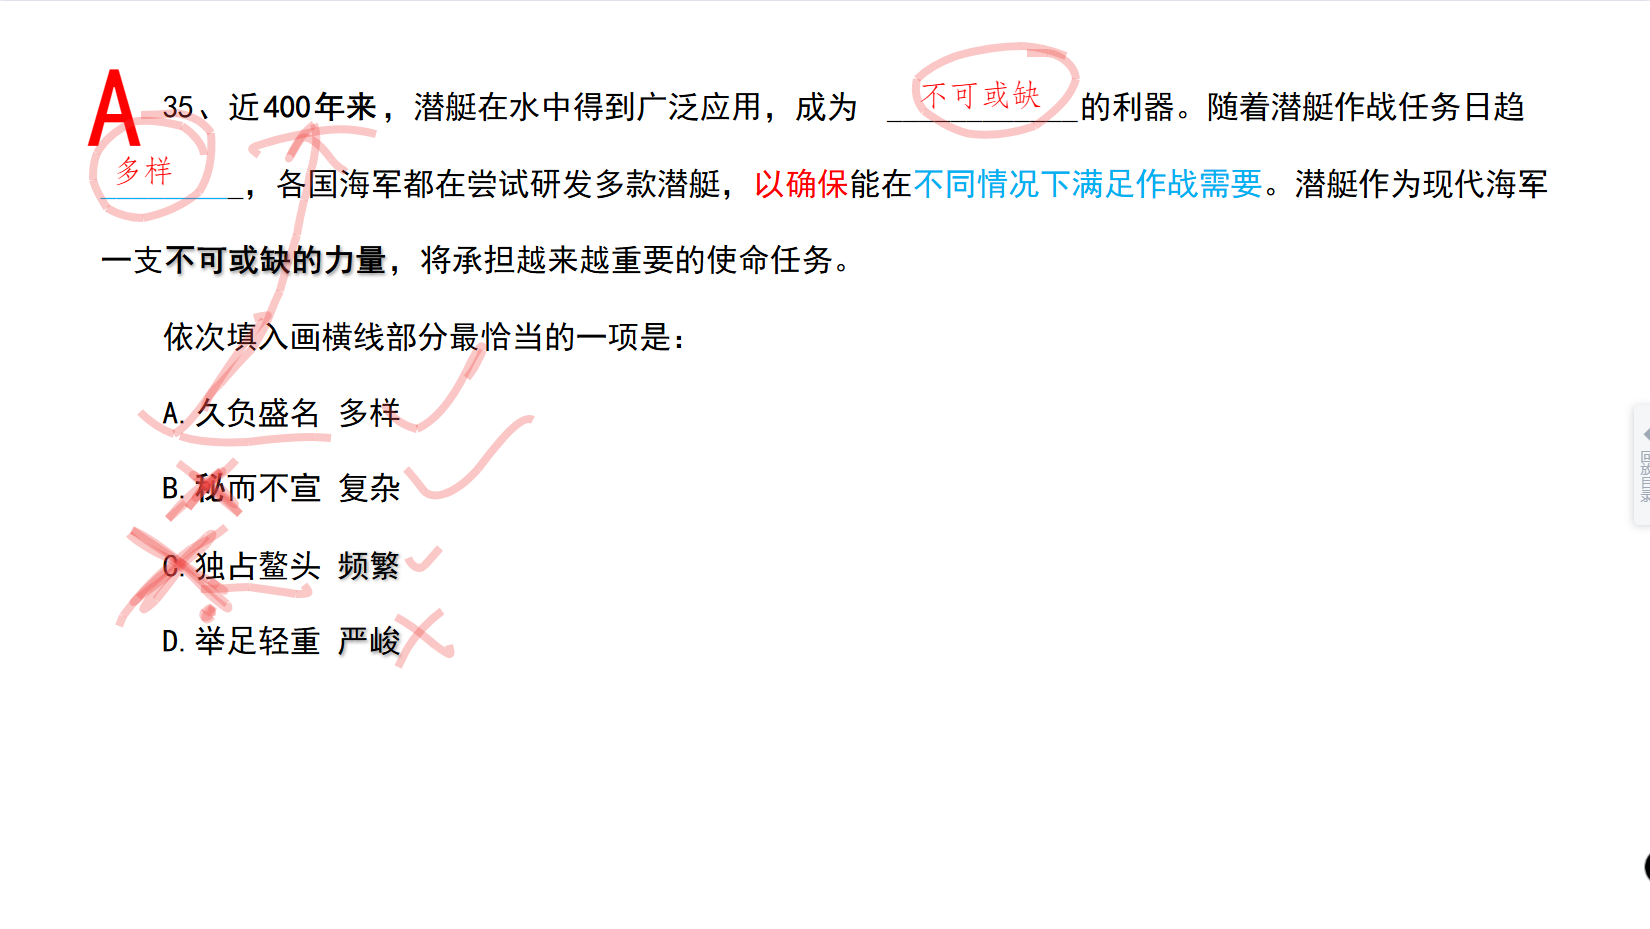 不可或缺
A 35、近400年来，潜艇在水中得到广泛应用，成为 ____________的利器。随着潜艇作战任务日趋
多样
_________，各国海军都在尝试研发多款潜艇，以确保能在不同情况下满足作战需要。潜艇作为现代海军
一支不可或缺的力量，将承担越来越重要的使命任务。
依次填入画横线部分最恰当的一项是：
A.久负盛名 多样
B.秘而不宣 复杂
C.独占鳌头 频繁
D.举足轻重 严峻
回放目录